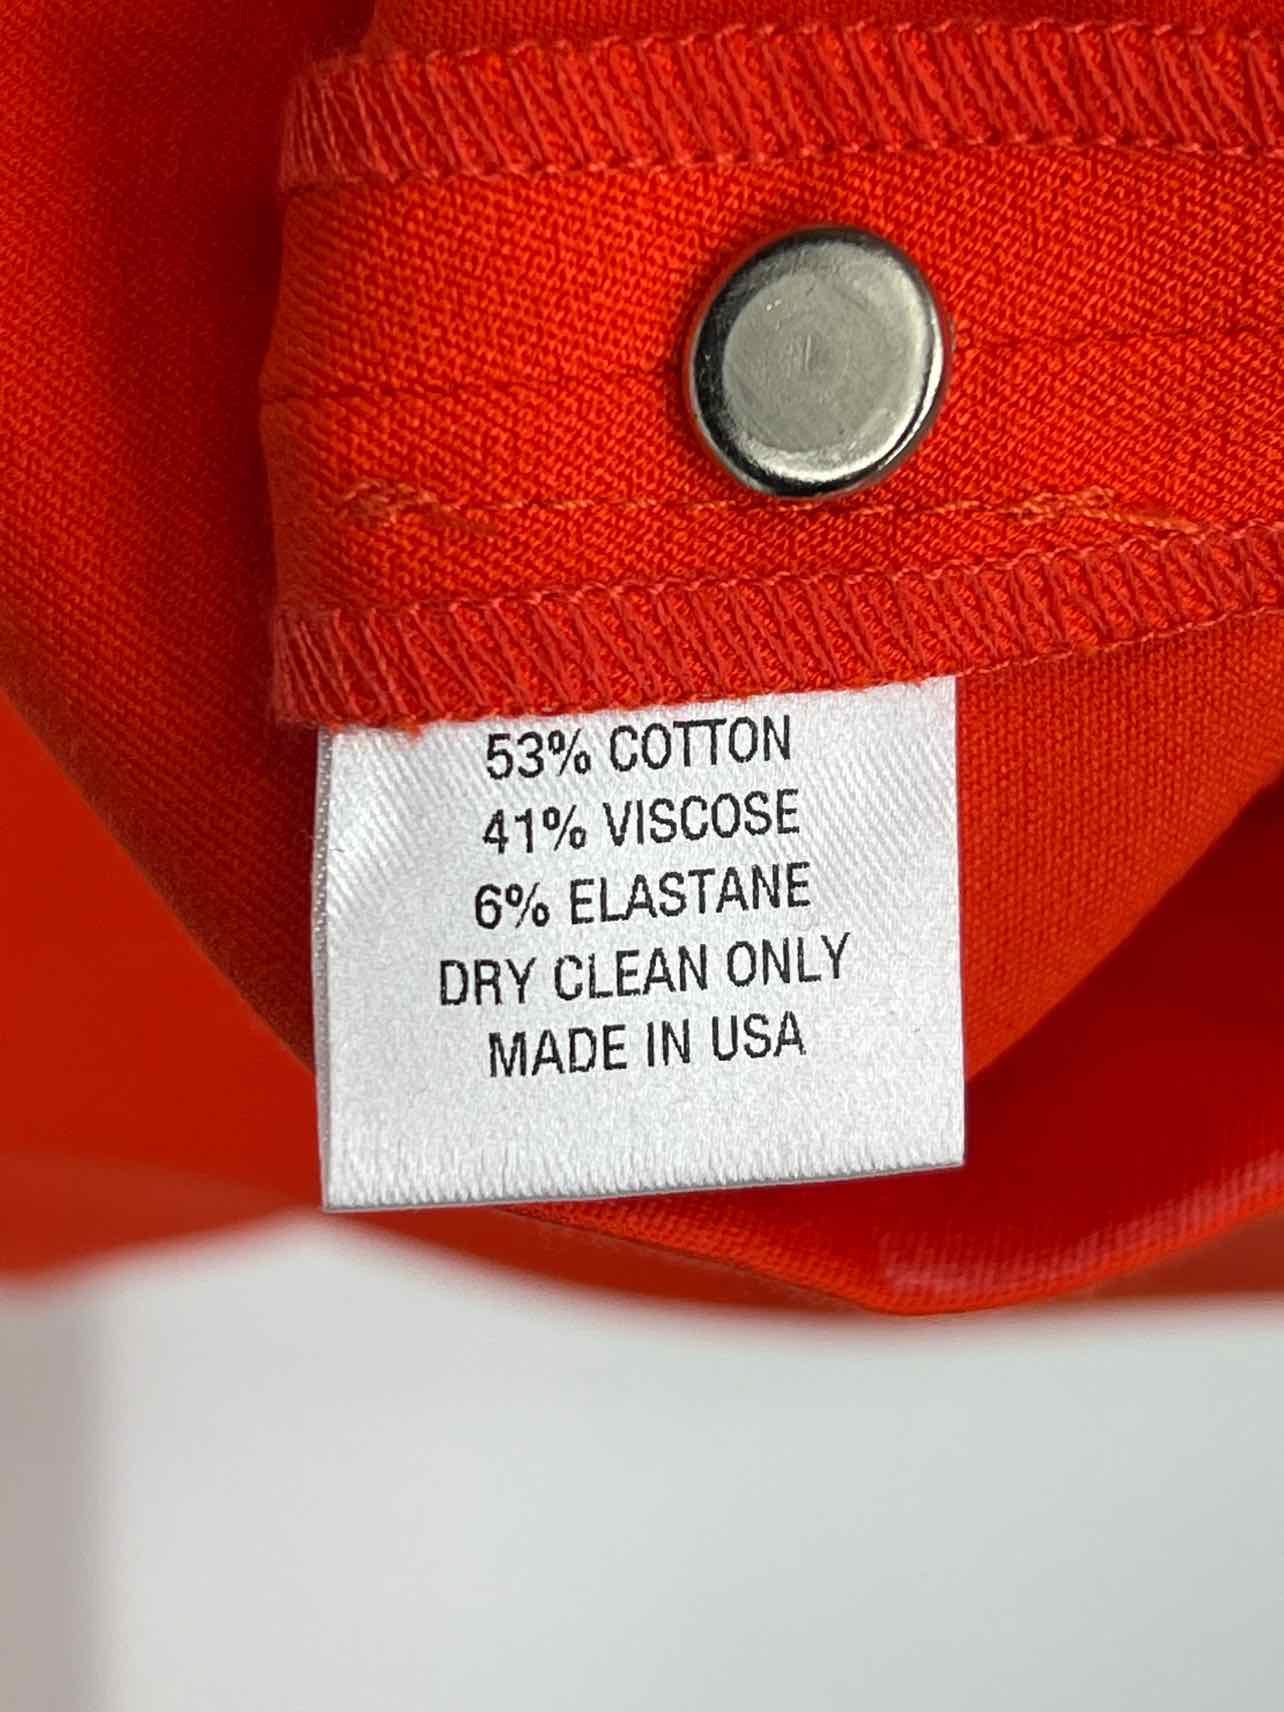 53% COTTON
41% VISCOSE
6% ELASTANE
DRY CLEAN ONLY
MADE IN USA